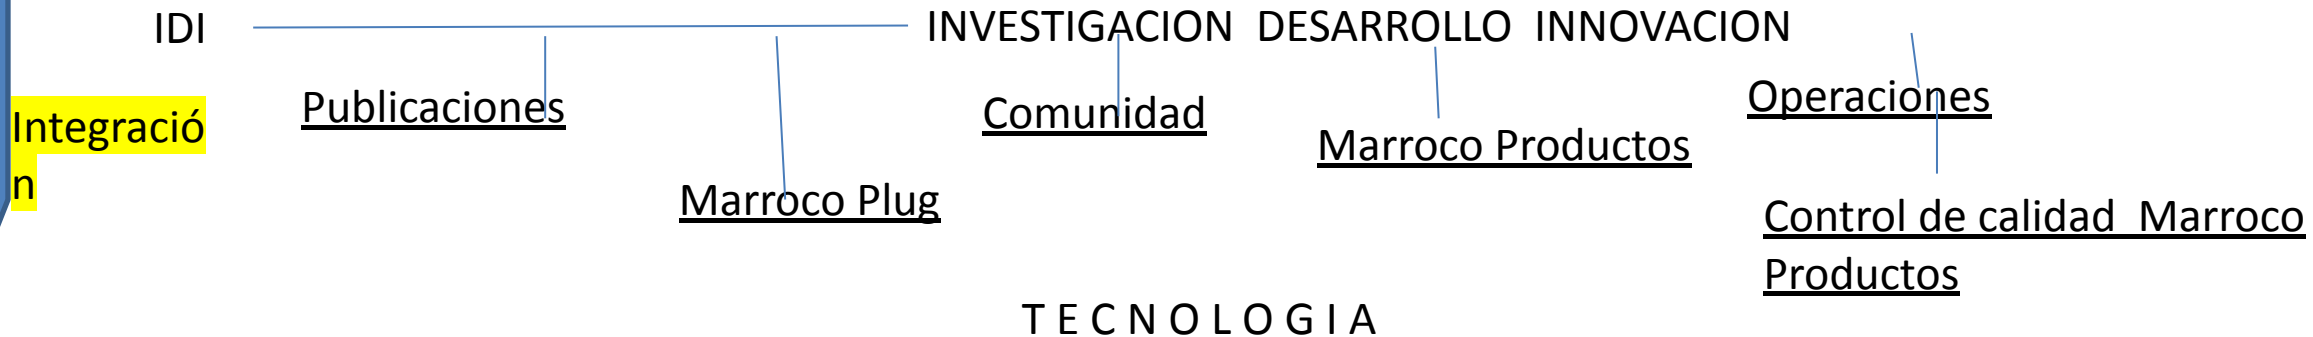 IDI INVESTIGACION DESARROLLO INNOVACION
Integració
n
Publicaciones
Marroco Plug
Comunidad
Marroco Productos
Operaciones
Control de calidad Marroco
Productos
T E C N O L O G I A